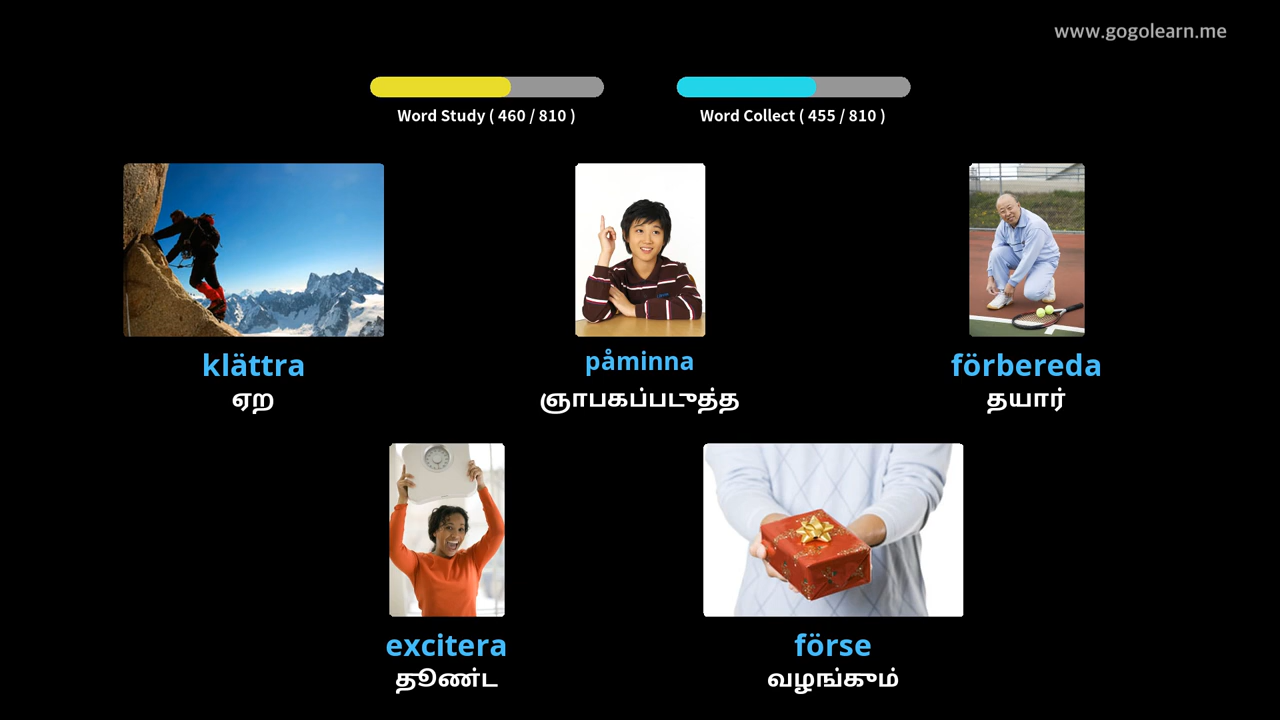 www.gogolearn.me
Word Study ( 460 / 810 )
Word Collect ( 455 / 810 )
klättra
ஏற
påminna
ஞாபகப்படுத்த
förbereda
தயார்
excitera
தூண்ட
förse
வழங்கும்